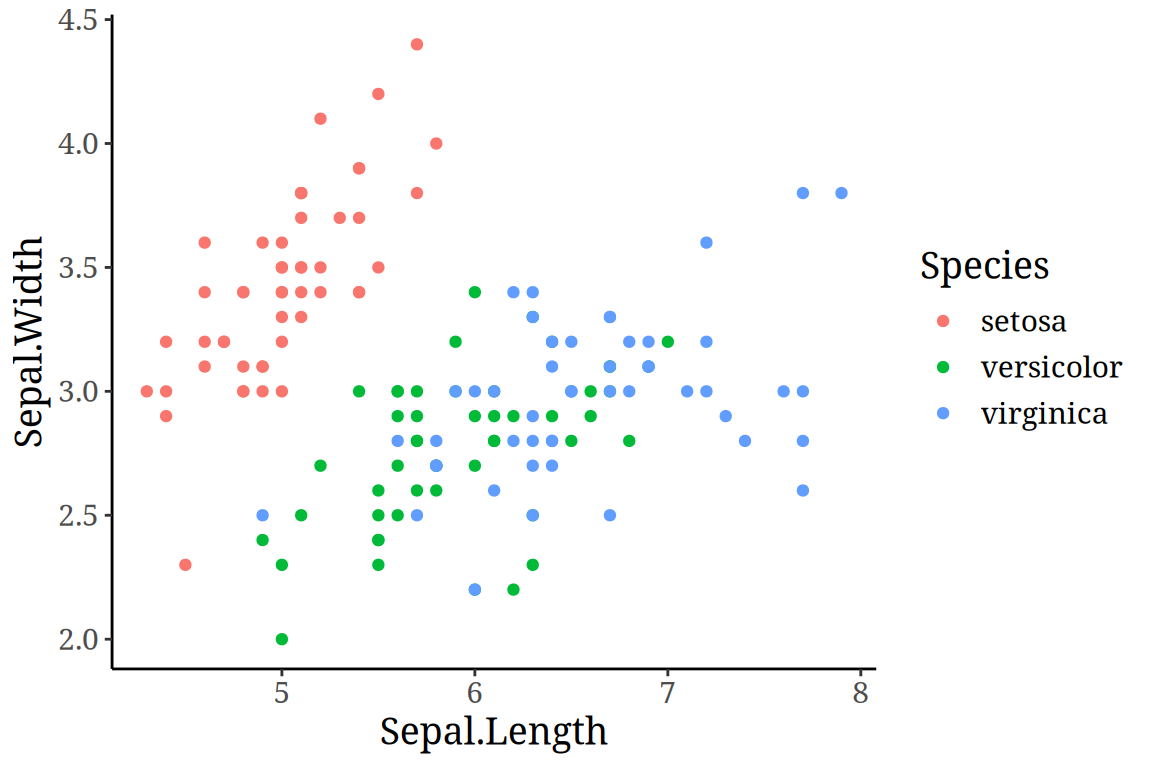 4.5
4.0
3.5
3.0
2.5
2.0
Sepal.Width
5 6 7 8
Sepal.Length
Species
setosa
versicolor
virginica